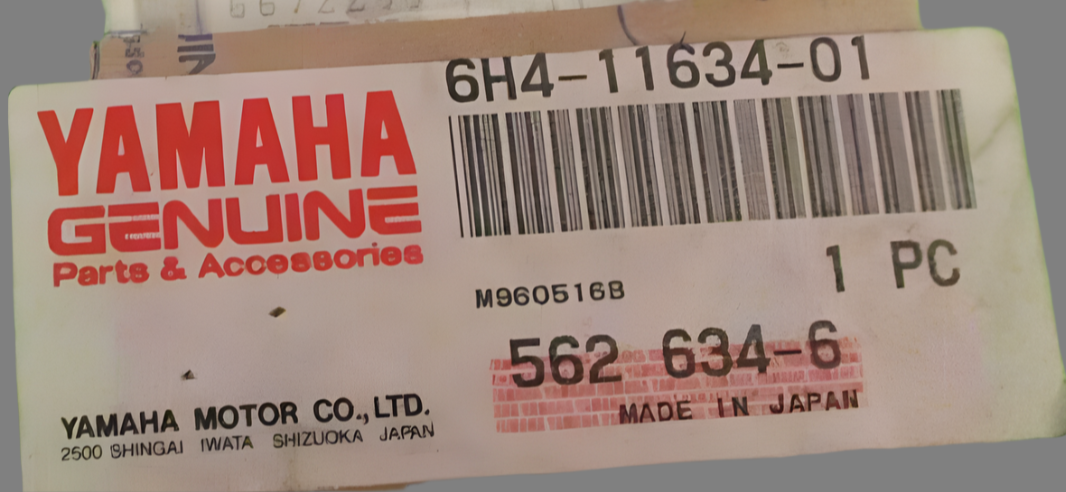 6H4-11634-01
YAMAHA
GENUINE
Parts & Accessories
1 PC
M960516B
562 634-6
MADE IN JAPAN
YAMAHA MOTOR CO., LTD.
2500 SHINGAI IWATA SHIZUOKA JAPAN